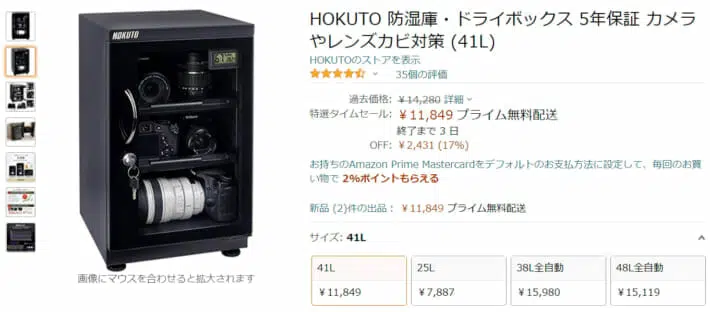 HOKUTO 防湿庫・ドライボックス 5年保証 カメラ
やレンズカビ対策 (41L)
HOKUTOのストアを表示
35個の評価
過去価格: ￥14,280 詳細
特選タイムセール: ￥11,849 プライム無料配送
終了まで 3 日
OFF: ￥2,431 (17%)
お持ちのAmazon Prime Mastercardをデフォルトのお支払方法に設定して、毎回のお買
い物で 2%ポイントもらえる
新品 (2)件の出品： ￥11,849 プライム無料配送
サイズ: 41L
41L 25L 38L全自動 48L全自動
￥11,849 ￥7,887 ￥15,980 ￥15,119
HOKUTO
画像にマウスを合わせると拡大されます